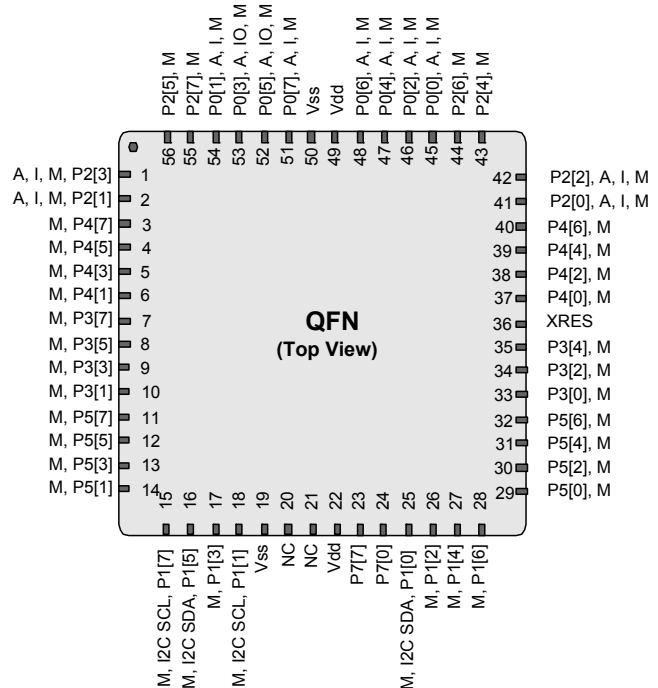 P2[5], M
P2[7], M
P0[1], A, I, M
P0[3], A, IO, M
P0[5], A, IO, M
P0[7], A, I, M
Vss
Vdd
P0[6], A, I, M
P0[4], A, I, M
P0[2], A, I, M
P0[0], A, I, M
P2[6], M
P2[4], M
56
55
54
53
52
51
50
49
48
47
46
45
44
43
A, I, M, P2[3] 1
A, I, M, P2[1] 2
M, P4[7] 3
M, P4[5] 4
M, P4[3] 5
M, P4[1] 6
M, P3[7] 7
M, P3[5] 8
M, P3[3] 9
M, P3[1] 10
M, P5[7] 11
M, P5[5] 12
M, P5[3] 13
M, P5[1] 14
QFN
(Top View)
42 P2[2], A, I, M
41 P2[0], A, I, M
40 P4[6], M
39 P4[4], M
38 P4[2], M
37 P4[0], M
36 XRES
35 P3[4], M
34 P3[2], M
33 P3[0], M
32 P5[6], M
31 P5[4], M
30 P5[2], M
29 P5[0], M
15
16
17
18
19
20
21
22
23
24
25
26
27
28
M, I2C SCL, P1[7]
M, I2C SDA, P1[5]
M, P1[3]
M, I2C SCL, P1[1]
Vss
NC
NC
Vdd
P7[7]
P7[0]
M, I2C SDA, P1[0]
M, P1[2]
M, P1[4]
M, P1[6]